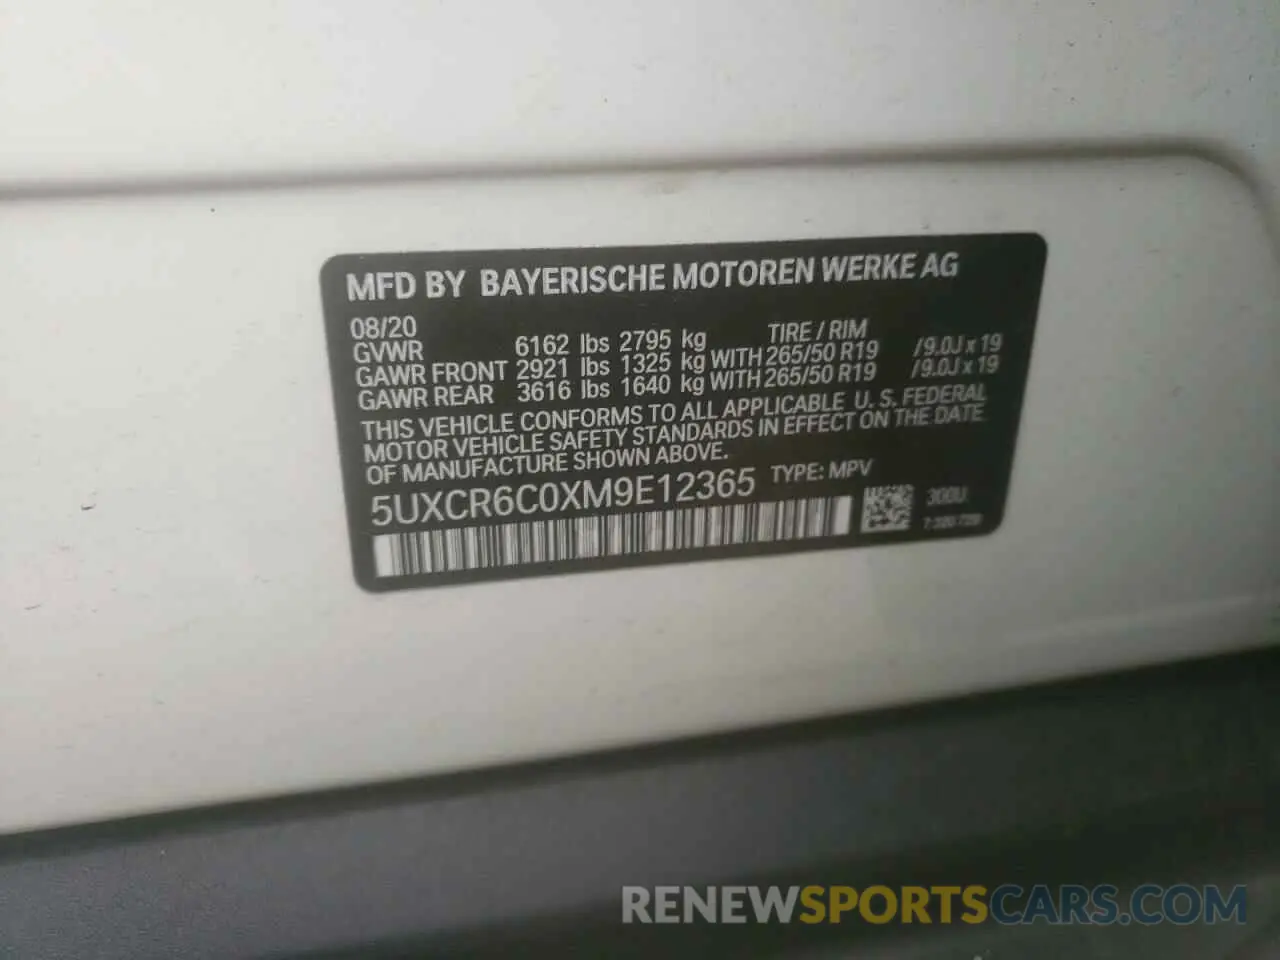 MFD BY BAYERISCHE MOTOREN WERKE AG
08/20 TIRE / RIM
GVWR 6162 lbs 2795 kg
GAWR FRONT 2921 lbs 1325 kg WITH 265/50 R19 /9.0J x 19
GAWR REAR 3616 lbs 1640 kg WITH 265/50 R19 /9.0J x 19
THIS VEHICLE CONFORMS TO ALL APPLICABLE U. S. FEDERAL
MOTOR VEHICLE SAFETY STANDARDS IN EFFECT ON THE DATE
OF MANUFACTURE SHOWN ABOVE.
5UXCR6C0XM9E12365 TYPE: MPV
RENEWSPORTSCARS.COM